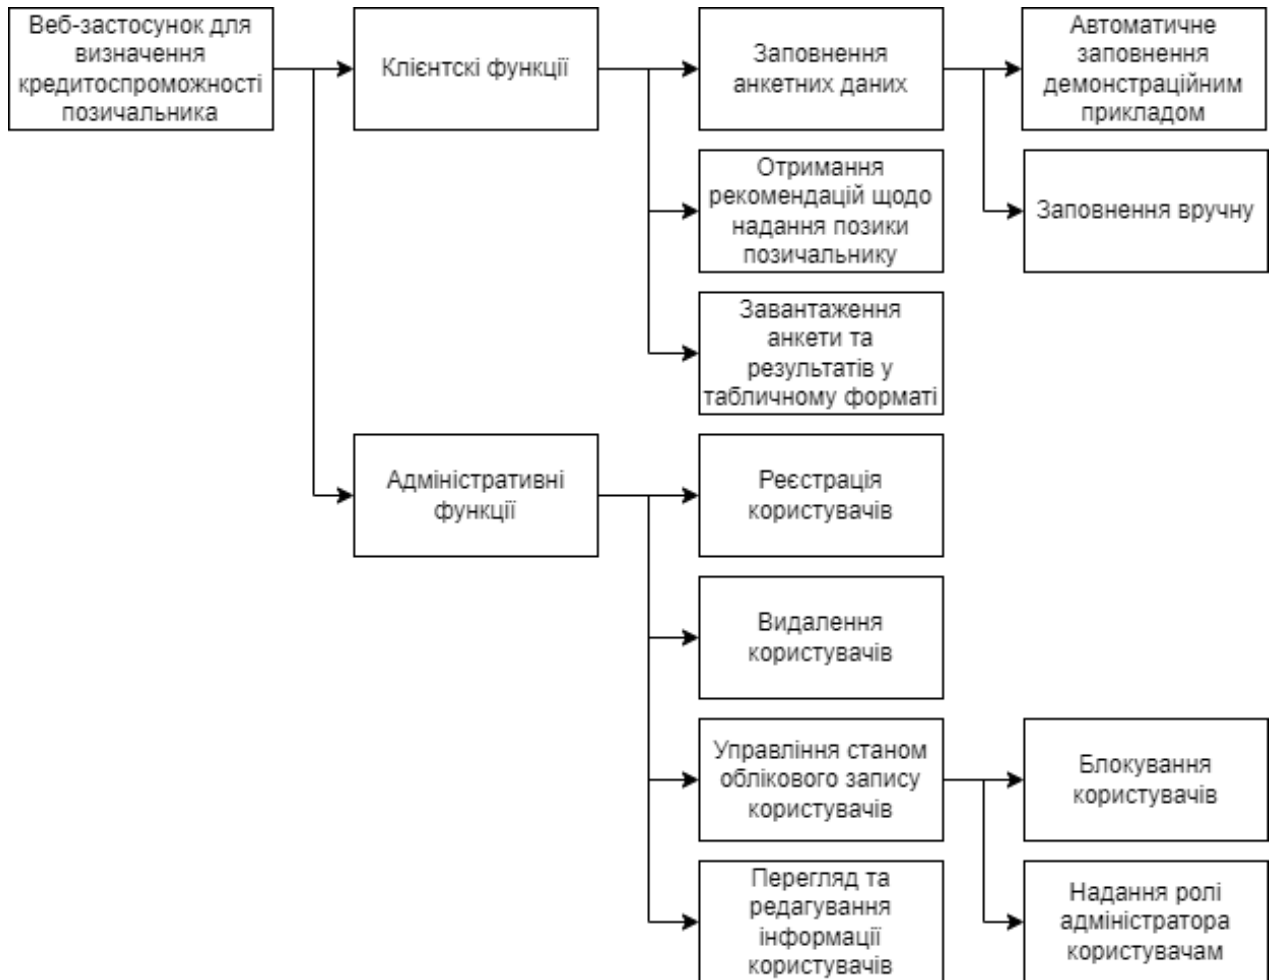 Веб-застосунок для
визначення
кредитоспроможності
позичальника
Клієнтскі функції
Заповнення
анкетних даних
Автоматичне
заповнення
демонстраційним
прикладом
Отримання
рекомендацій щодо
надання позики
позичальнику
Заповнення вручну
Завантаження
анкети та
результатів у
табличному форматі
Адміністративні
функції
Реєстрація
користувачів
Видалення
користувачів
Управління станом
облікового запису
користувачів
Блокування
користувачів
Перегляд та
редагування
інформації
користувачів
Надання ролі
адміністратора
користувачам